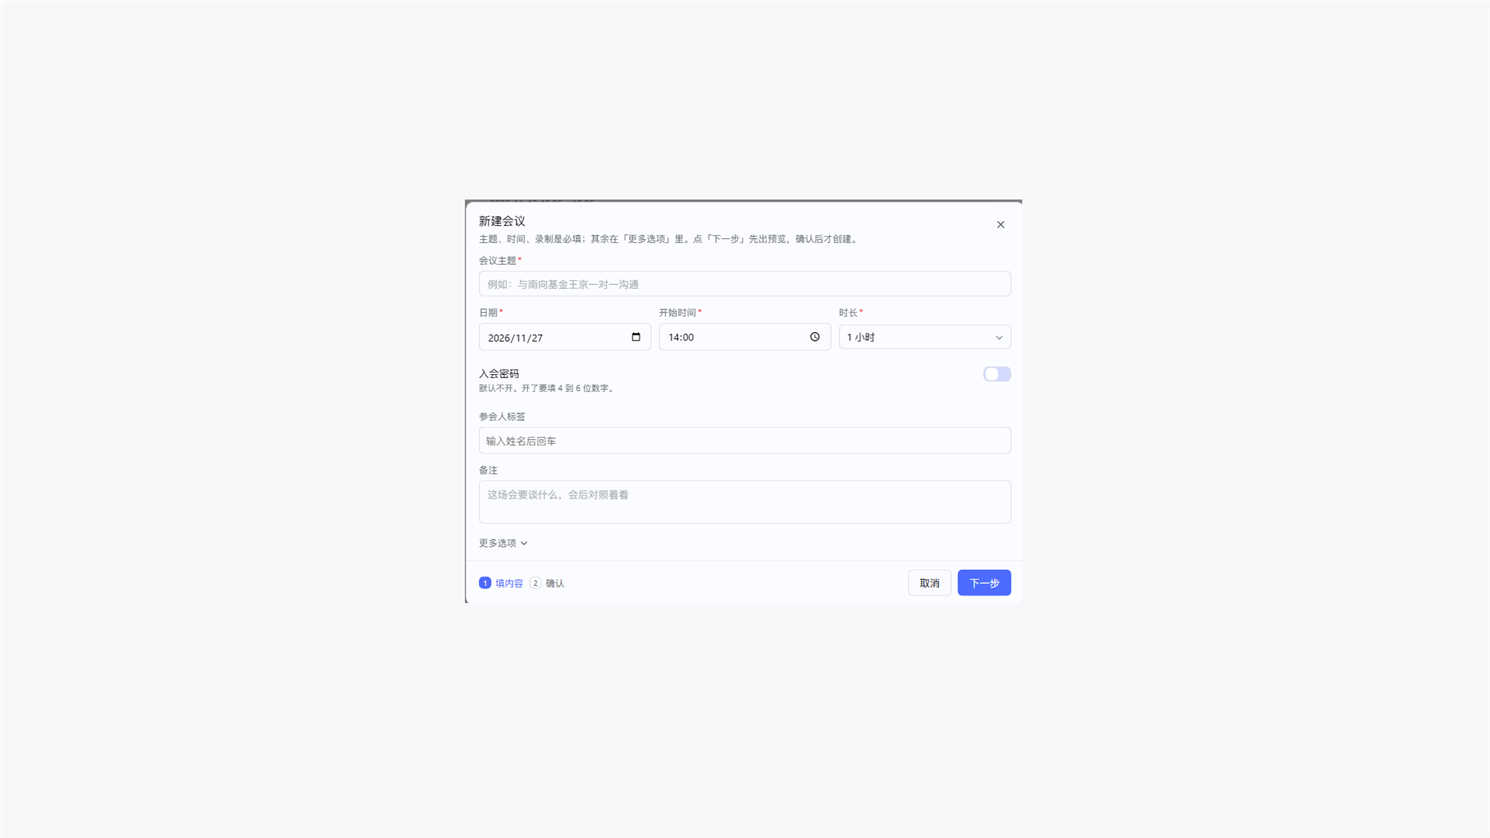 新建会议
主题、时间、录制是必填；其余在「更多选项」里。点「下一步」先出预览，确认后才创建。
会议主题*
例如：与南向基金王京一对一沟通
日期* 开始时间* 时长*
2026/11/27 14:00 1 小时
入会密码
默认不开。开了要填 4 到 6 位数字。
参会人标签
输入姓名后回车
备注
这场会要谈什么，会后对照着看
更多选项
1 填内容 2 确认 取消 下一步